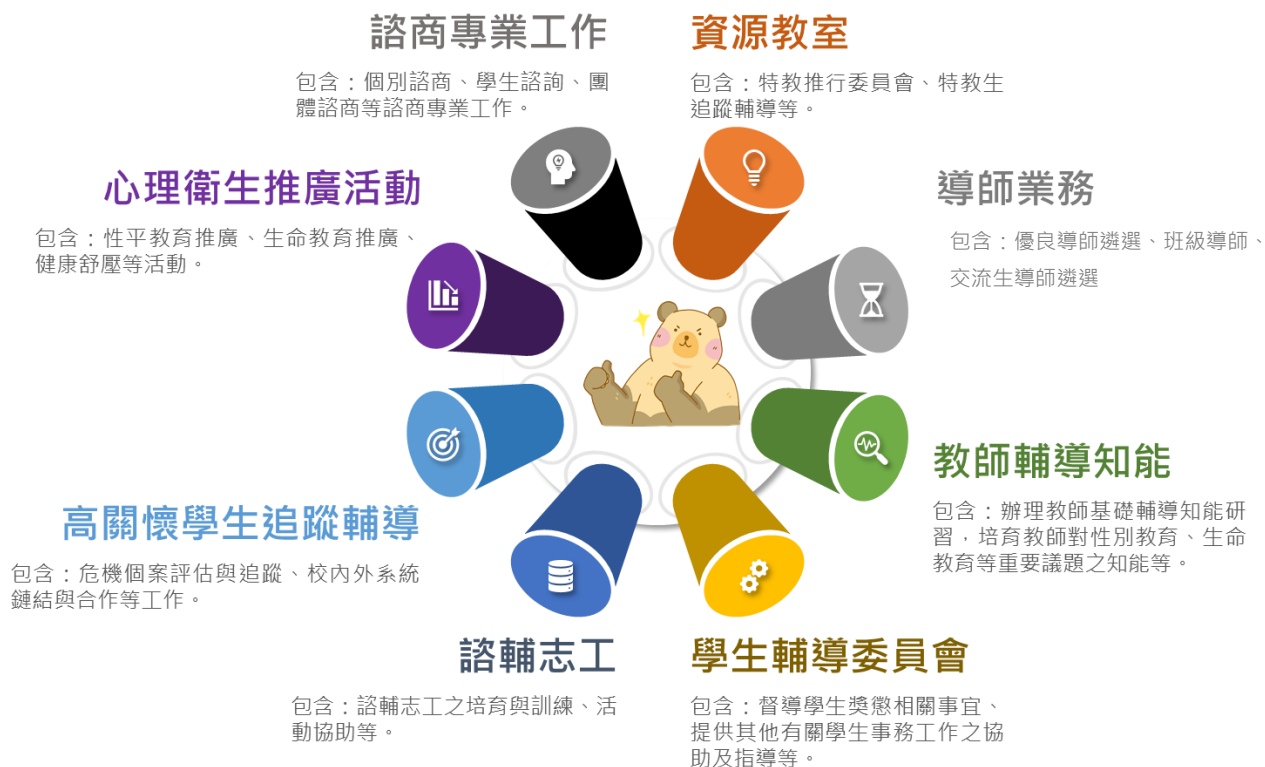 諮商專業工作
包含：個別諮商、學生諮詢、團
體諮商等諮商專業工作。
資源教室
包含：特教推行委員會、特教生
追蹤輔導等。
心理衛生推廣活動
包含：性平教育推廣、生命教育推廣、
健康舒壓等活動。
導師業務
包含：優良導師遴選、班級導師、
交流生導師遴選
高關懷學生追蹤輔導
包含：危機個案評估與追蹤、校內外系統
鏈結與合作等工作。
教師輔導知能
包含：辦理教師基礎輔導知能研
習，培育教師對性別教育、生命
教育等重要議題之知能等。
諮輔志工
包含：諮輔志工之培育與訓練、活
動協助等。
學生輔導委員會
包含：督導學生獎懲相關事宜、
提供其他有關學生事務工作之協
助及指導等。